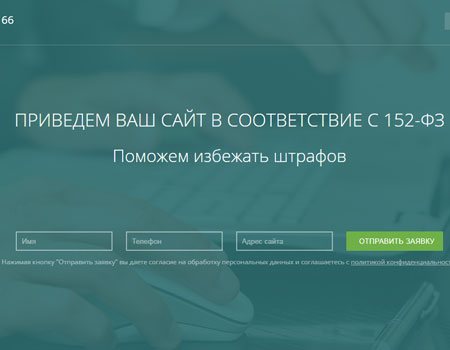 66
ПРИВЕДЕМ ВАШ САЙТ В СООТВЕТСТВИЕ С 152-ФЗ
Поможем избежать штрафов
Имя
Телефон
Адрес сайта
ОТПРАВИТЬ ЗАЯВКУ
Нажимая кнопку "Отправить заявку" вы даете согласие на обработку персональных данных и соглашаетесь с политикой конфиденциальност